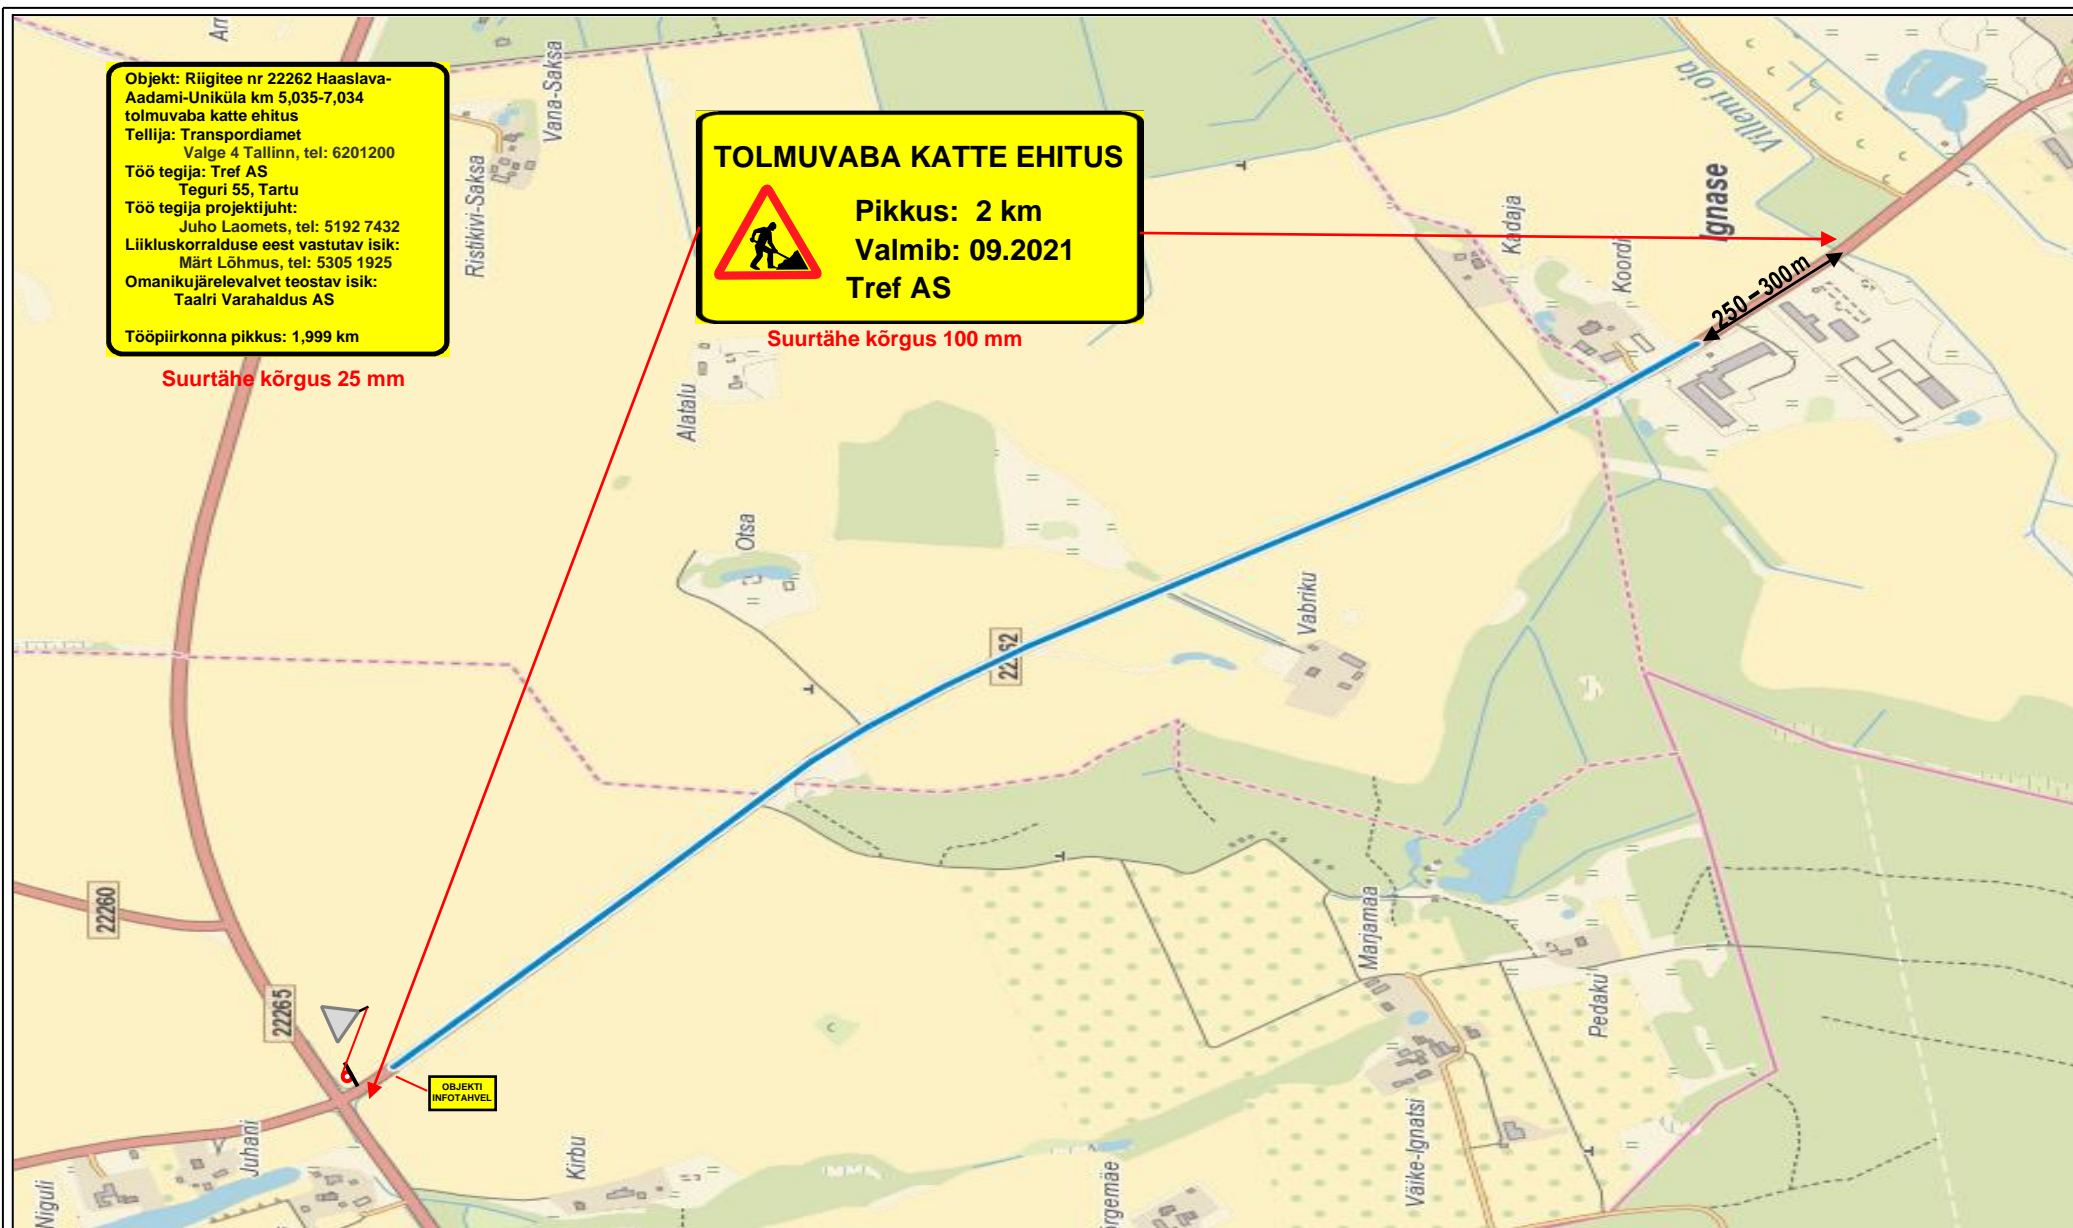 Objekt: Riigitee nr 22262 Haaslava-
Aadami-Uniküla km 5,035-7,034
tolmuvaba katte ehitus
Tellija: Transpordiamet
Valge 4 Tallinn, tel: 6201200
Töö tegija: Tref AS
Teguri 55, Tartu
Töö tegija projektijuht:
Juho Laomets, tel: 5192 7432
Liikluskorralduse eest vastutav isik:
Märt Lõhmus, tel: 5305 1925
Omanikujärelevalvet teostav isik:
Taalri Varahaldus AS
Tööpiirkonna pikkus: 1,999 km
Suurtähe kõrgus 25 mm
TOLMUVABA KATTE EHITUS
Pikkus: 2 km
Valmib: 09.2021
Tref AS
Suurtähe kõrgus 100 mm
Vana-Saksa
Ristikivi-Saksa
Villemi oja
Ignase
Kadaja
Koordi
250 – 300 m
Alatalu
Otsa
Vabriku
22262
22260
22265
Marjamaa
Pedaku
OBJEKTI
INFOTAHVEL
Juhani
Kirbu
Niguli
Väike-Ignatsi